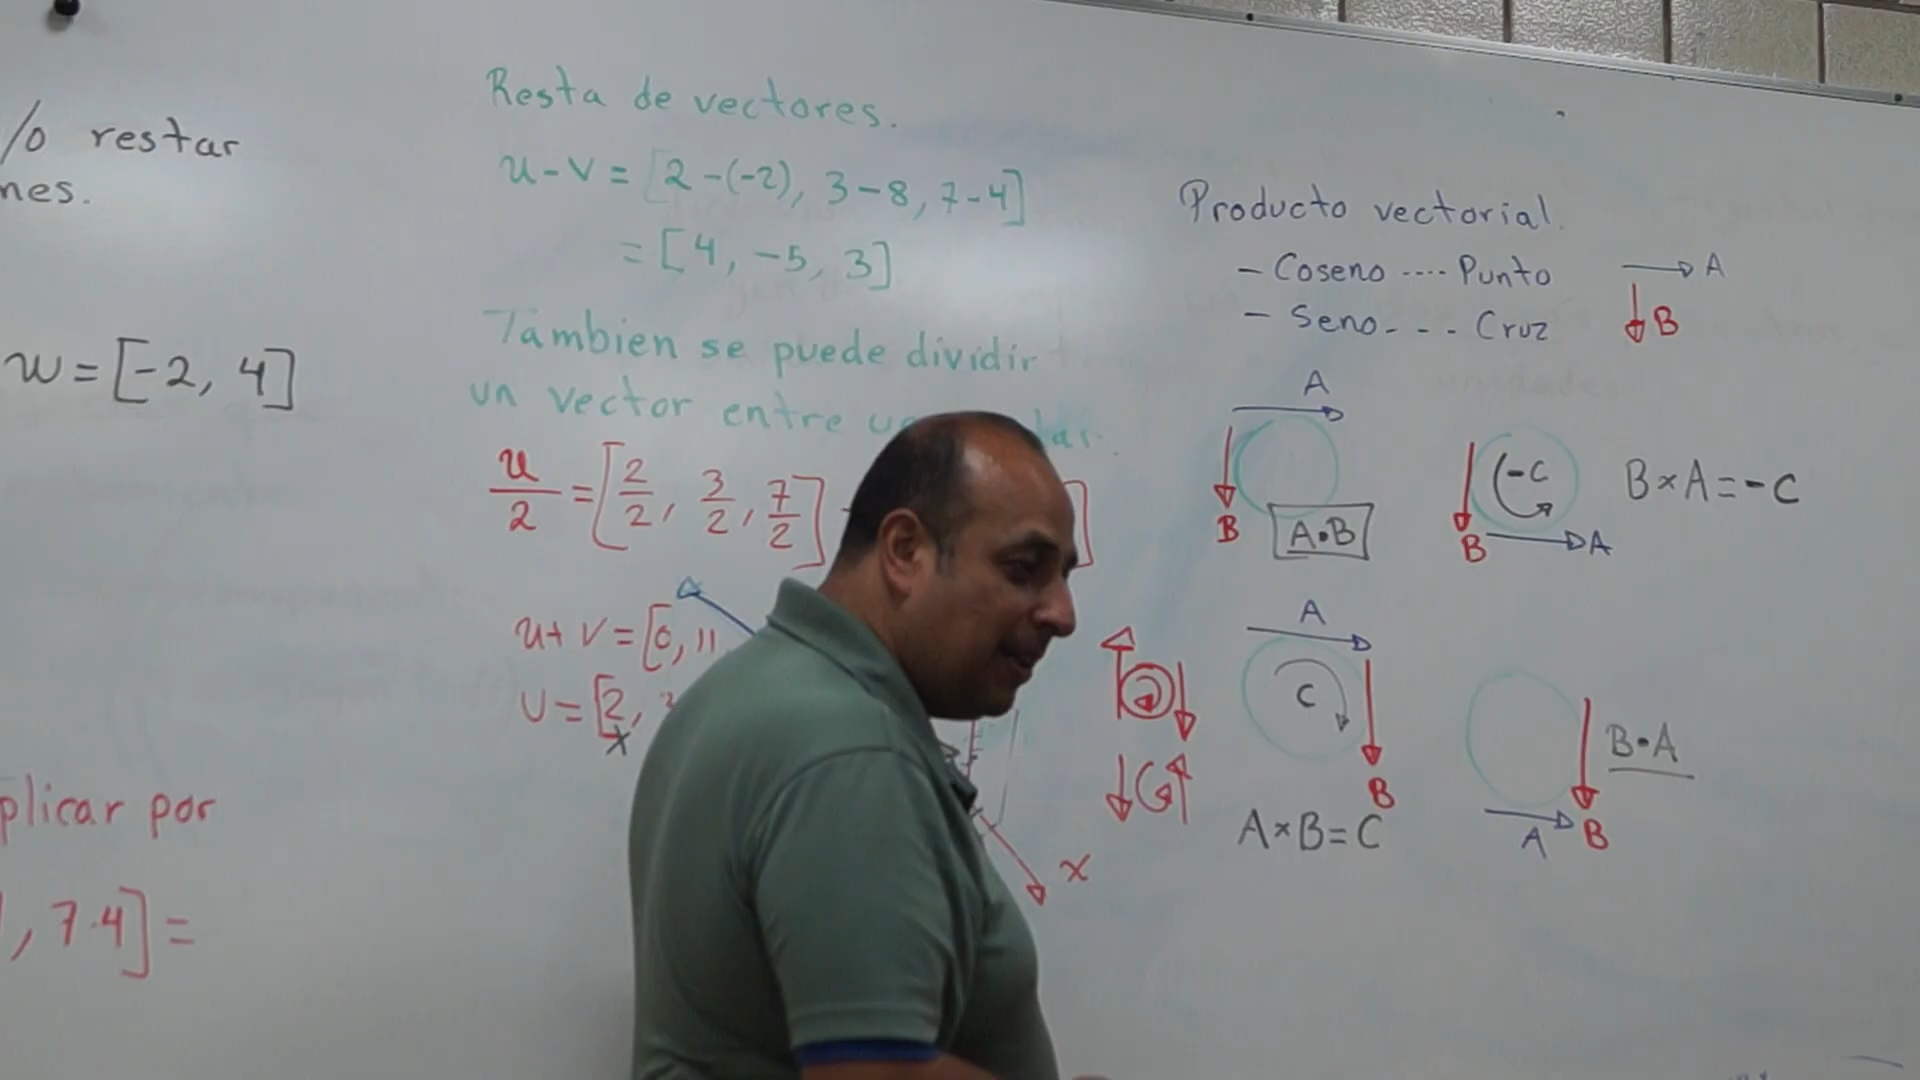 /o restar
nes.
w = [-2, 4]
plicar por
, 7·4] =
Resta de vectores.
u - v = [2-(-2), 3-8, 7-4]
= [4, -5, 3]
Tambien se puede dividir
un vector entre
u/2 = [2/2, 3/2, 7/2]
u + v = [0, 11
U = [2,
x
x
Producto vectorial.
- Coseno ---- Punto
- Seno- - - Cruz
A
B
A
B
A•B
-C
B
A
B×A=-C
A
C
B
A×B=C
B•A
A
B